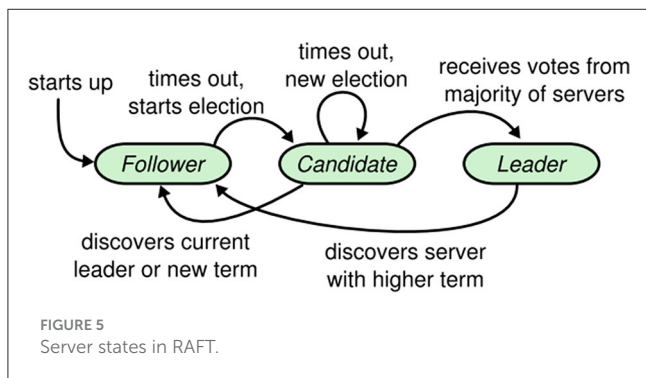 starts up
times out,
starts election
times out,
new election
receives votes from
majority of servers
Follower
Candidate
Leader
discovers current
leader or new term
discovers server
with higher term
FIGURE 5
Server states in RAFT.